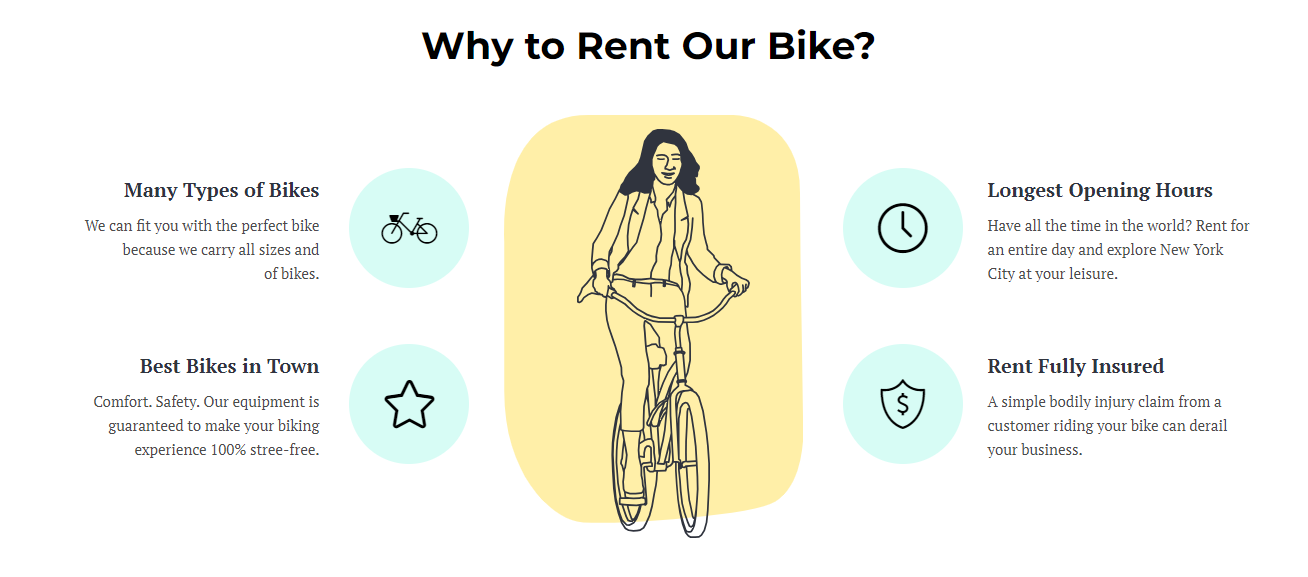 Why to Rent Our Bike?
Many Types of Bikes
We can fit you with the perfect bike
because we carry all sizes and
of bikes.
Best Bikes in Town
Comfort. Safety. Our equipment is
guaranteed to make your biking
experience 100% stree-free.
Longest Opening Hours
Have all the time in the world? Rent for
an entire day and explore New York
City at your leisure.
Rent Fully Insured
A simple bodily injury claim from a
customer riding your bike can derail
your business.
$